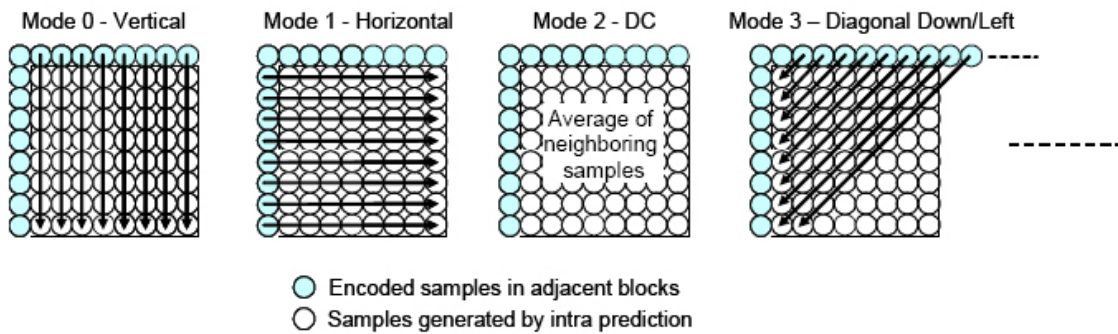 Mode 0 - Vertical
Mode 1 - Horizontal
Mode 2 - DC
Mode 3 – Diagonal Down/Left
Average of
neighboring
samples
Encoded samples in adjacent blocks
Samples generated by intra prediction